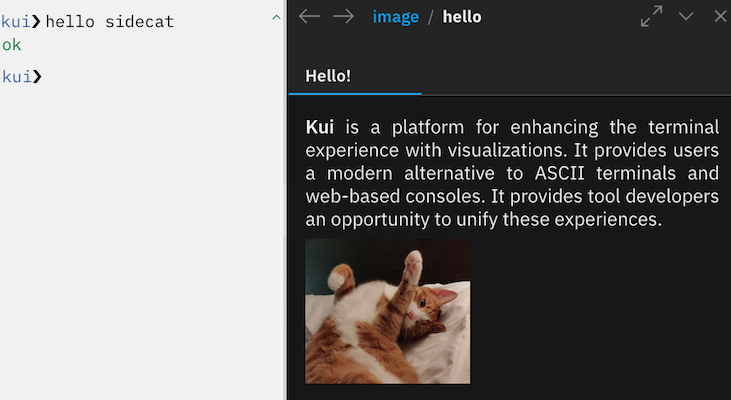 kui❯ hello sidecat
ok
kui❯
image / hello
Hello!
Kui is a platform for enhancing the terminal
experience with visualizations. It provides users
a modern alternative to ASCII terminals and
web-based consoles. It provides tool developers
an opportunity to unify these experiences.